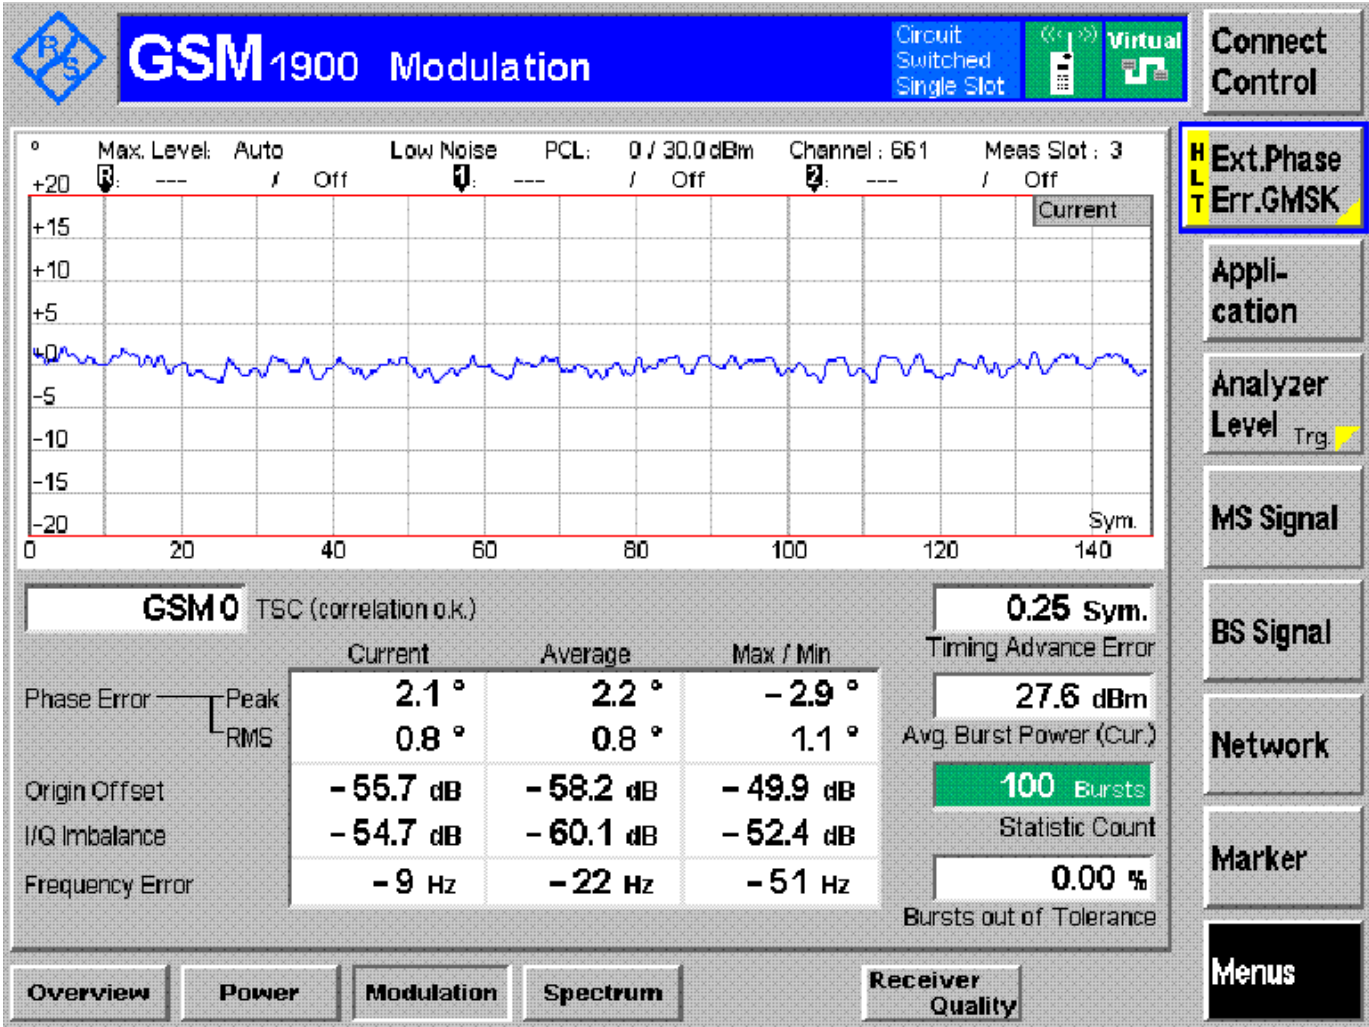 R/S
GSM 1900 Modulation
Circuit
Switched
Single Slot
Virtual
Connect
Control
° Max. Level: Auto Low Noise PCL: 0 / 30.0 dBm Channel : 661 Meas Slot : 3
R : --- / Off 1 : --- / Off 2 : --- / Off
Current
+20
+15
+10
+5
+0
-5
-10
-15
-20
Sym.
0 20 40 60 80 100 120 140
HLT
Ext.Phase
Err.GMSK
Appli-
cation
Analyzer
Level Trg.
MS Signal
BS Signal
Network
Marker
Menus
GSM 0 TSC (correlation o.k.)
Current Average Max / Min
Phase Error Peak 2.1 ° 2.2 ° -2.9 °
RMS 0.8 ° 0.8 ° 1.1 °
Origin Offset -55.7 dB -58.2 dB -49.9 dB
I/Q Imbalance -54.7 dB -60.1 dB -52.4 dB
Frequency Error -9 Hz -22 Hz -51 Hz
0.25 Sym.
Timing Advance Error
27.6 dBm
Avg. Burst Power (Cur.)
100 Bursts
Statistic Count
0.00 %
Bursts out of Tolerance
Overview Power Modulation Spectrum
Receiver
Quality